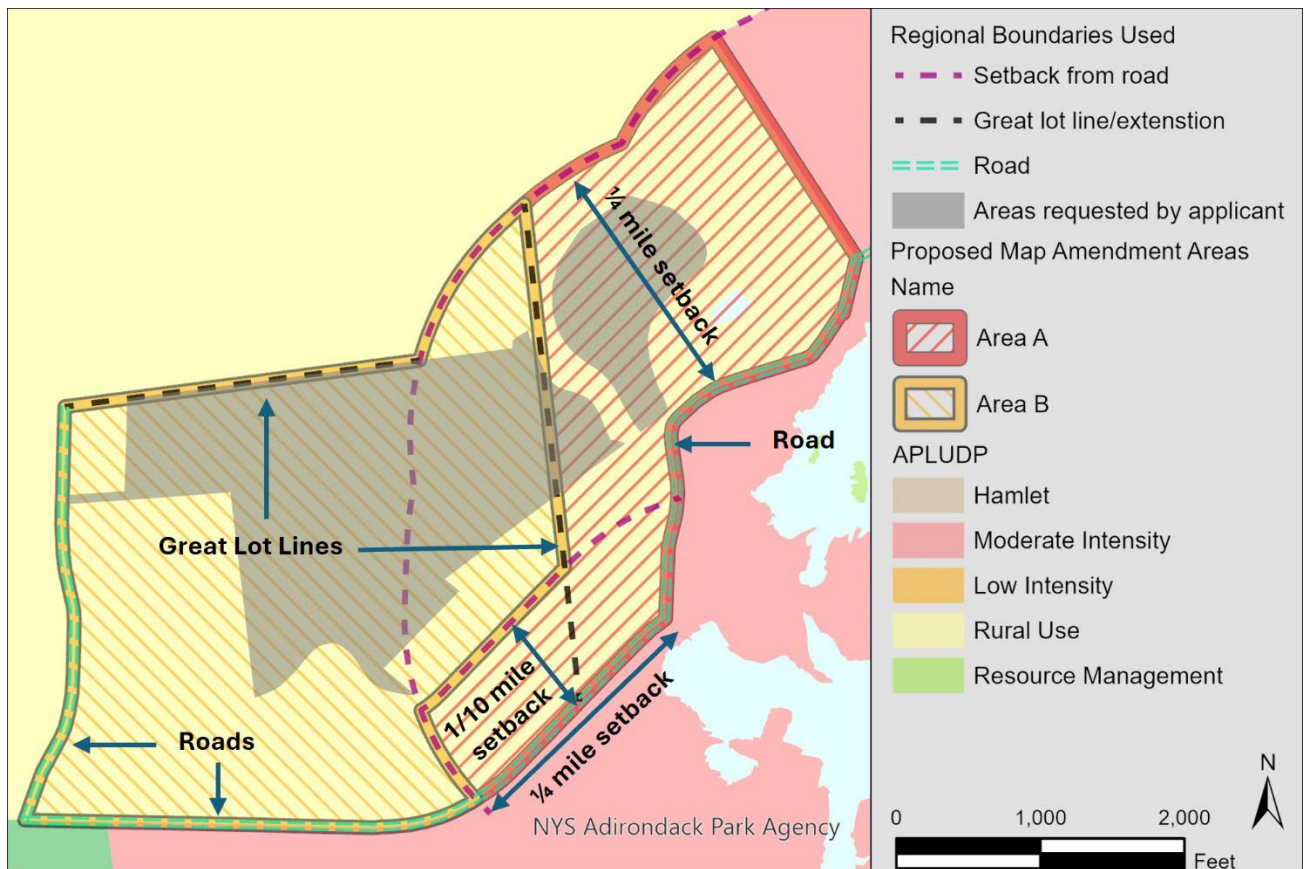 ¼ mile setback
Road
Great Lot Lines
1/10 mile
setback
¼ mile setback
Roads
NYS Adirondack Park Agency
Regional Boundaries Used
Setback from road
Great lot line/extenstion
Road
Areas requested by applicant
Proposed Map Amendment Areas
Name
Area A
Area B
APLUDP
Hamlet
Moderate Intensity
Low Intensity
Rural Use
Resource Management
N
0 1,000 2,000
Feet